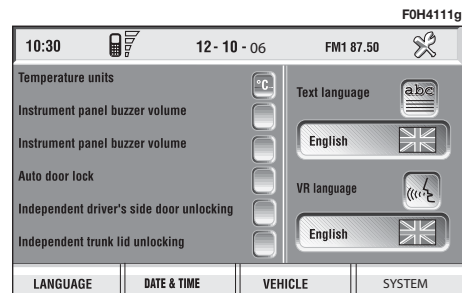 F0H4111g
10:30 12- 10 - 06 FM1 87.50
Temperature units °C
Instrument panel buzzer volume
Instrument panel buzzer volume
Auto door lock
Independent driver's side door unlocking
Independent trunk lid unlocking
Text language abc
English
VR language
English
LANGUAGE DATE & TIME VEHICLE SYSTEM